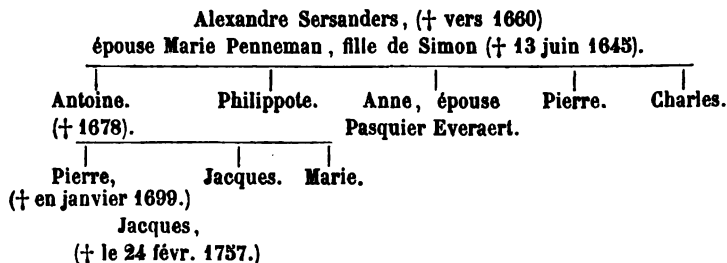 Alexandre Sersanders, († vers 1660)
épouse Marie Penneman, fille de Simon († 13 juin 1645).
Antoine. Philippote. Anne, épouse Pierre. Charles.
(† 1678). Pasquier Everaert.
Pierre, Jacques. Marie.
(† en janvier 1699.)
Jacques,
(† le 24 févr. 1757.)